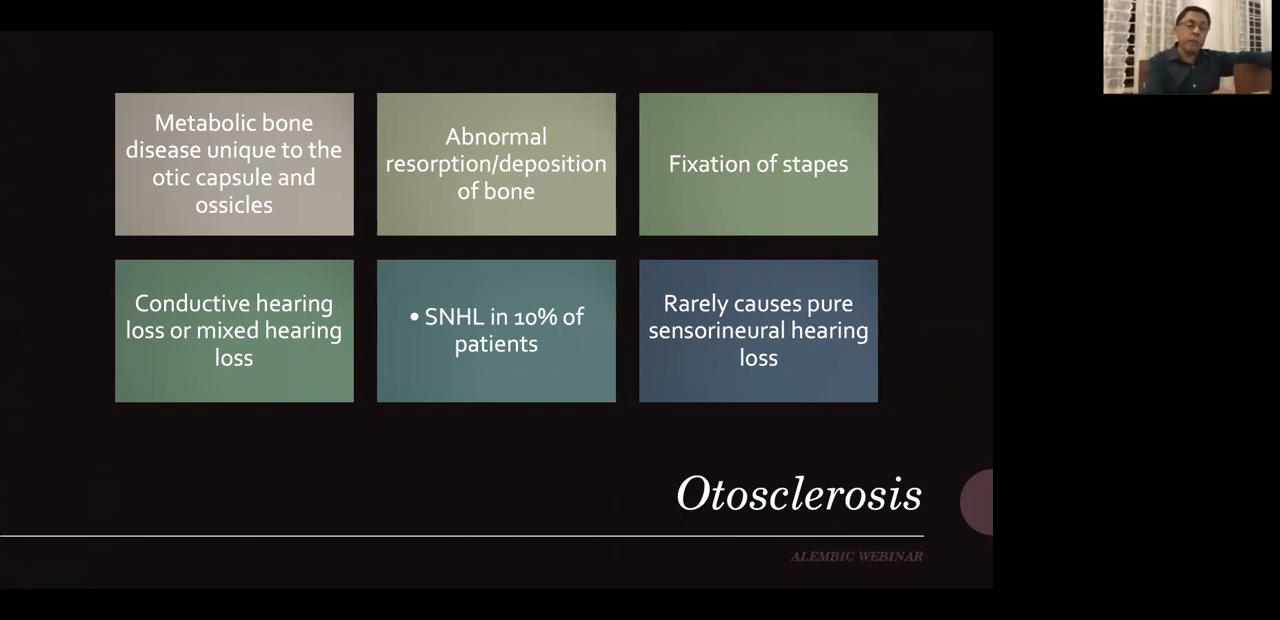 Metabolic bone
disease unique to the
otic capsule and
ossicles
Abnormal
resorption/deposition
of bone
Fixation of stapes
Conductive hearing
loss or mixed hearing
loss
• SNHL in 10% of
patients
Rarely causes pure
sensorineural hearing
loss
Otosclerosis
ALEMBIC WEBINAR